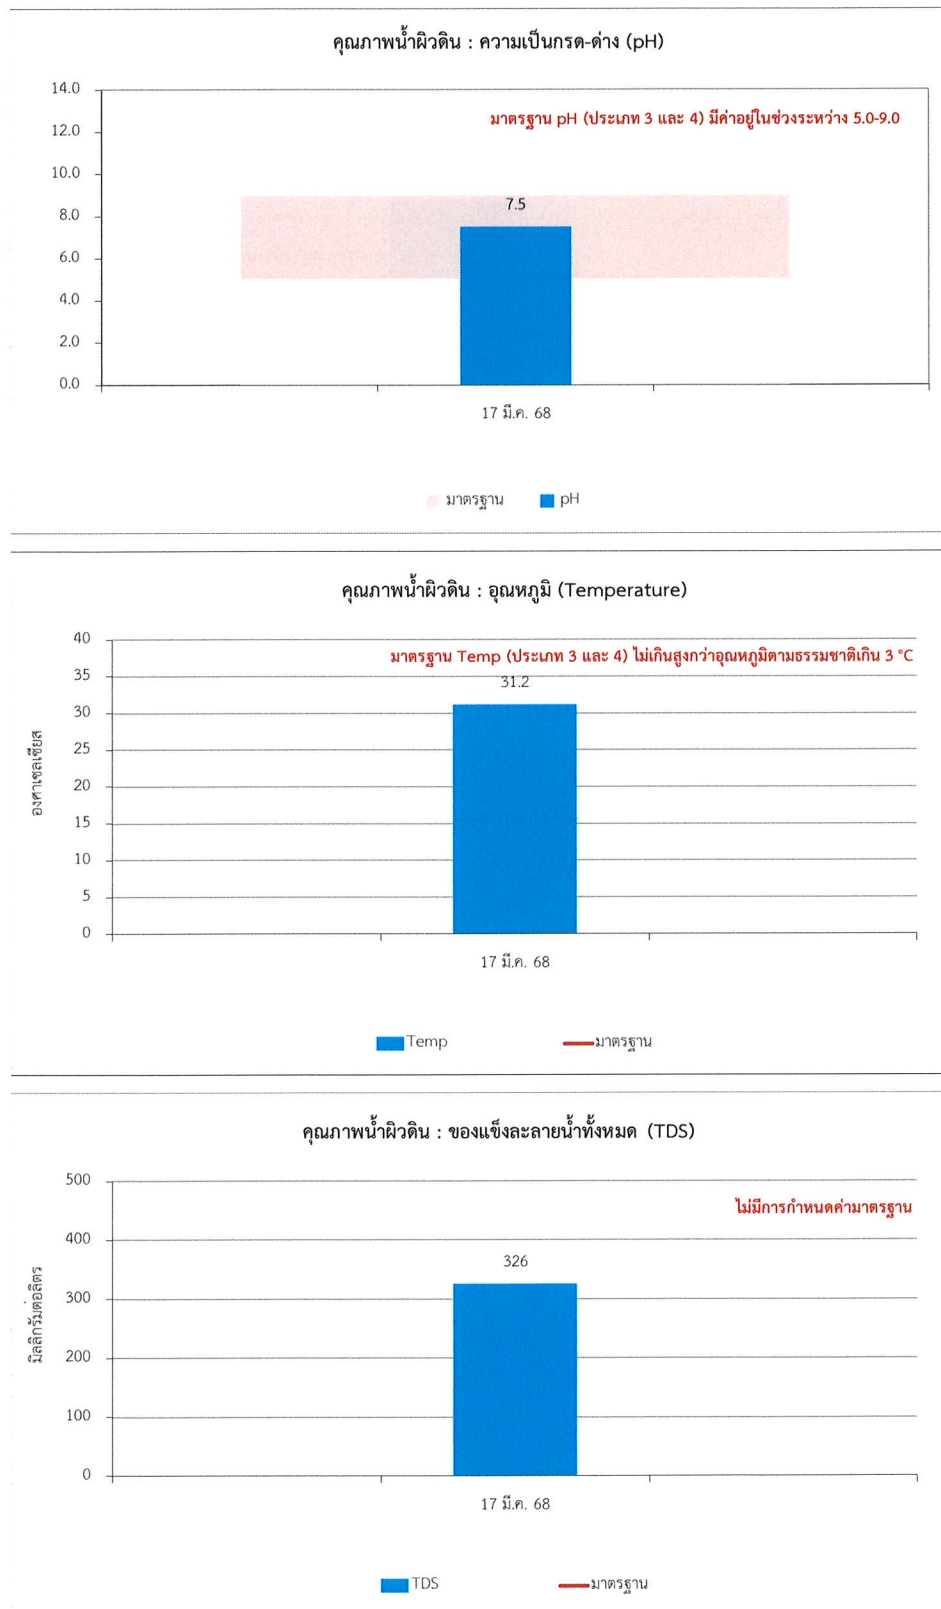 คุณภาพน้ำผิวดิน : ความเป็นกรด-ด่าง (pH)
14.0
มาตรฐาน pH (ประเภท 3 และ 4) มีค่าอยู่ในช่วงระหว่าง 5.0-9.0
12.0
10.0
7.5
8.0
6.0
4.0
2.0
0.0
17 มี.ค. 68
มาตรฐาน pH
คุณภาพน้ำผิวดิน : อุณหภูมิ (Temperature)
40
มาตรฐาน Temp (ประเภท 3 และ 4) ไม่เกินสูงกว่าอุณหภูมิตามธรรมชาติเกิน 3 °C
35
31.2
30
25
20
15
10
5
0
องศาเซลเซียส
17 มี.ค. 68
Temp มาตรฐาน
คุณภาพน้ำผิวดิน : ของแข็งละลายน้ำทั้งหมด (TDS)
500
ไม่มีการกำหนดค่ามาตรฐาน
400
326
300
200
100
0
มิลลิกรัมต่อลิตร
17 มี.ค. 68
TDS มาตรฐาน